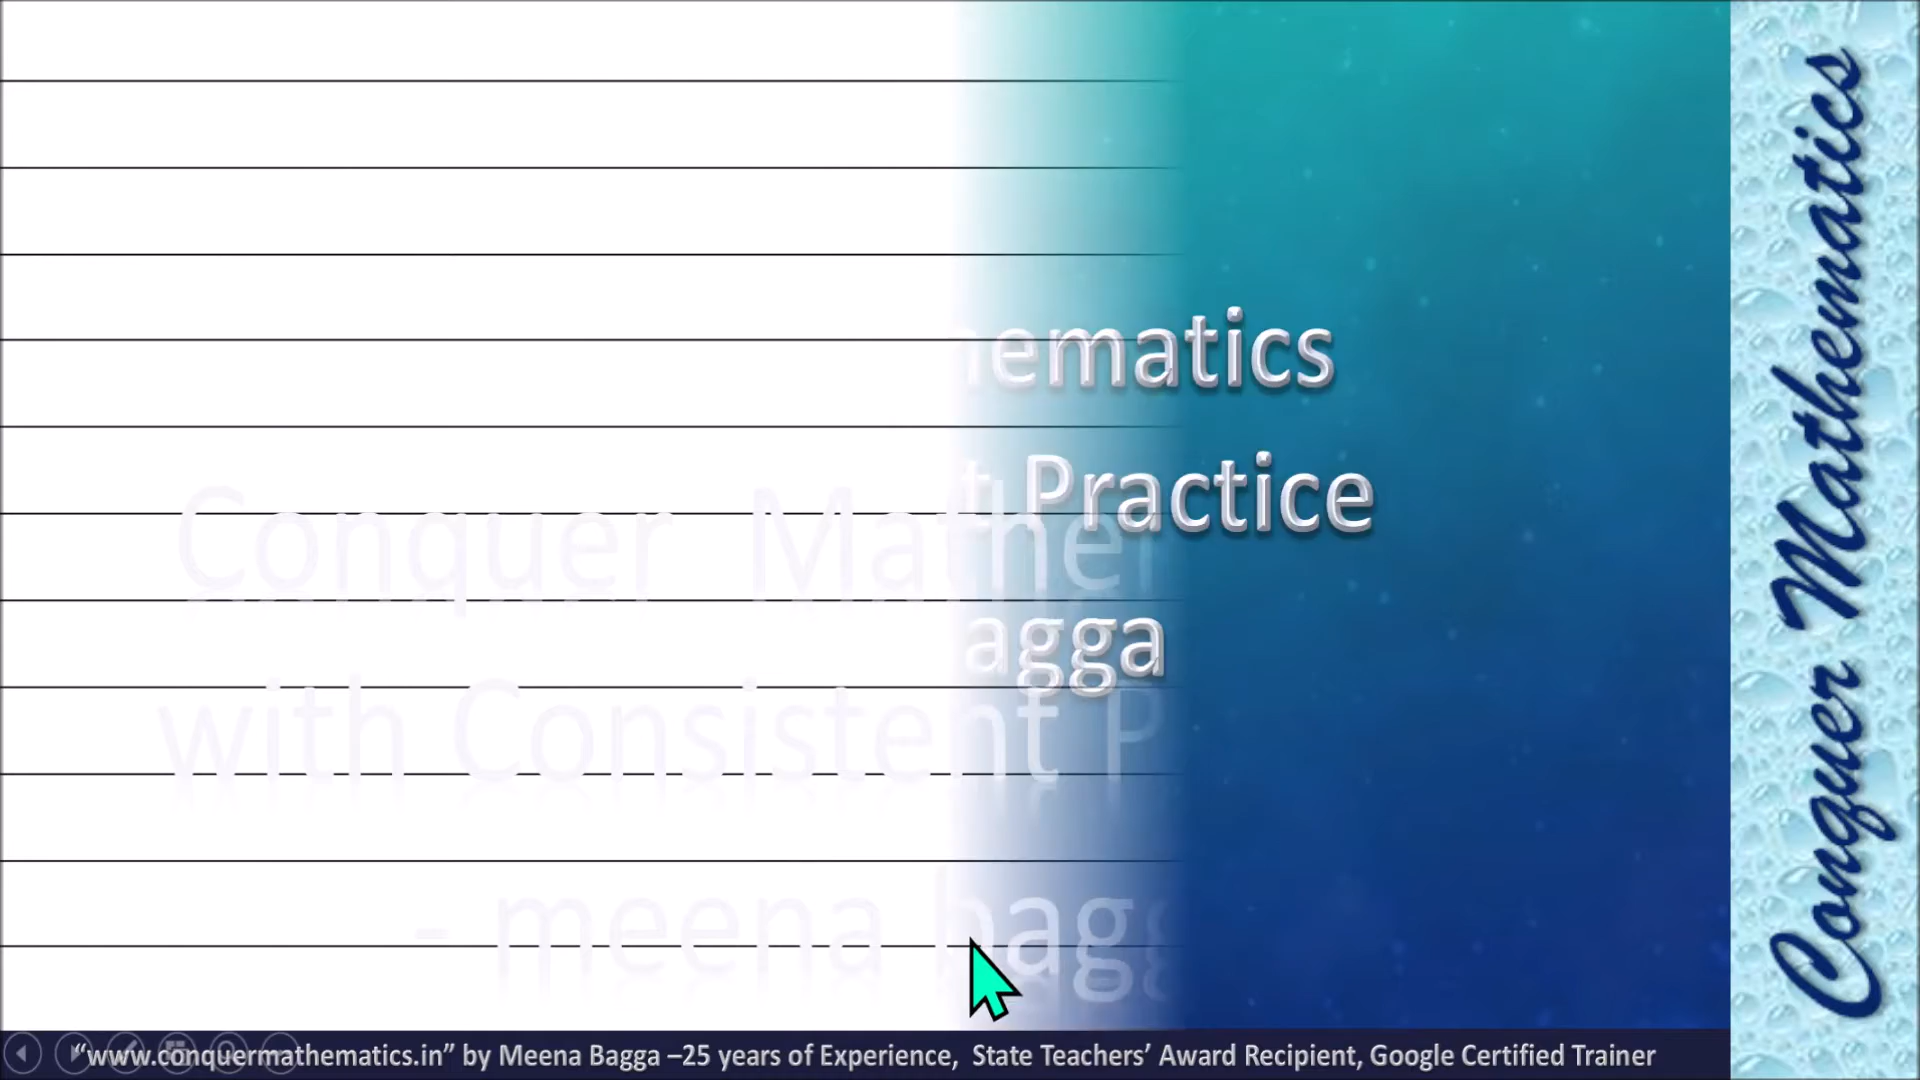 ematics
t Practice
agga
Conquer Mathe
with Consistent P
- meena bagg
"www.conquermathematics.in" by Meena Bagga –25 years of Experience, State Teachers' Award Recipient, Google Certified Trainer
Conquer Mathematics